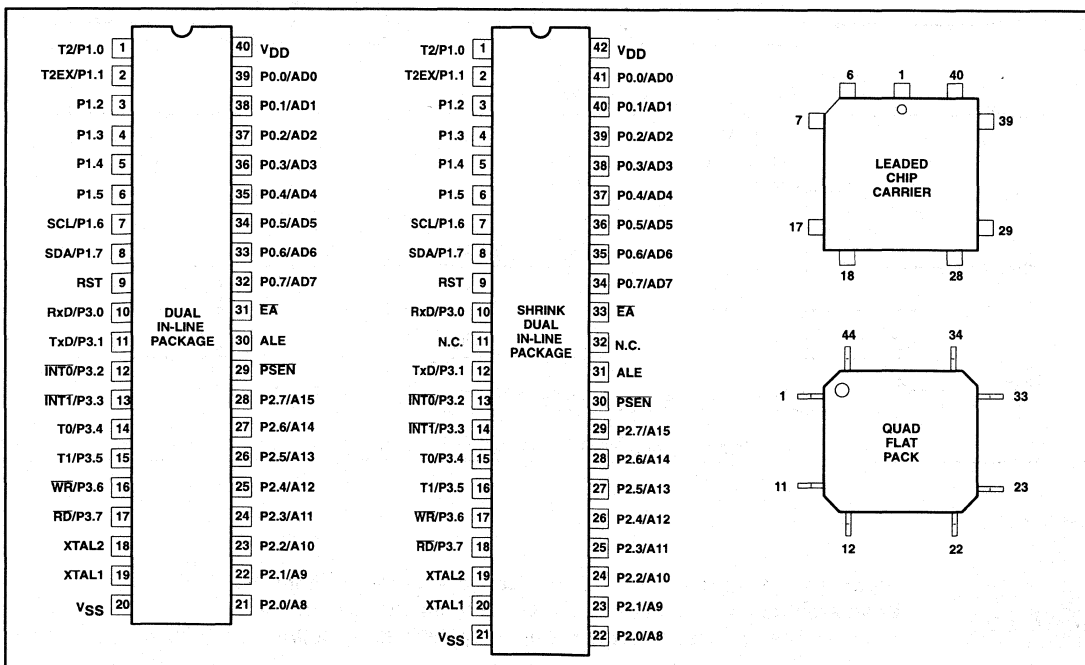 T2/P1.0 1 40 VDD
T2EX/P1.1 2 39 P0.0/AD0
P1.2 3 38 P0.1/AD1
P1.3 4 37 P0.2/AD2
P1.4 5 36 P0.3/AD3
P1.5 6 35 P0.4/AD4
SCL/P1.6 7 34 P0.5/AD5
SDA/P1.7 8 33 P0.6/AD6
RST 9 32 P0.7/AD7
RxD/P3.0 10 31 E̅A̅
TxD/P3.1 11 30 ALE
I̅N̅T̅0̅/P3.2 12 29 P̅S̅E̅N̅
I̅N̅T̅1̅/P3.3 13 28 P2.7/A15
T0/P3.4 14 27 P2.6/A14
T1/P3.5 15 26 P2.5/A13
W̅R̅/P3.6 16 25 P2.4/A12
R̅D̅/P3.7 17 24 P2.3/A11
XTAL2 18 23 P2.2/A10
XTAL1 19 22 P2.1/A9
VSS 20 21 P2.0/A8
DUAL
IN-LINE
PACKAGE
T2/P1.0 1 42 VDD
T2EX/P1.1 2 41 P0.0/AD0
P1.2 3 40 P0.1/AD1
P1.3 4 39 P0.2/AD2
P1.4 5 38 P0.3/AD3
P1.5 6 37 P0.4/AD4
SCL/P1.6 7 36 P0.5/AD5
SDA/P1.7 8 35 P0.6/AD6
RST 9 34 P0.7/AD7
RxD/P3.0 10 33 E̅A̅
N.C. 11 32 N.C.
TxD/P3.1 12 31 ALE
I̅N̅T̅0̅/P3.2 13 30 P̅S̅E̅N̅
I̅N̅T̅1̅/P3.3 14 29 P2.7/A15
T0/P3.4 15 28 P2.6/A14
T1/P3.5 16 27 P2.5/A13
W̅R̅/P3.6 17 26 P2.4/A12
R̅D̅/P3.7 18 25 P2.3/A11
XTAL2 19 24 P2.2/A10
XTAL1 20 23 P2.1/A9
VSS 21 22 P2.0/A8
SHRINK
DUAL
IN-LINE
PACKAGE
6 1 40
7 39
LEADED
CHIP
CARRIER
17 29
18 28
44 34
1 33
QUAD
FLAT
PACK
11 23
12 22